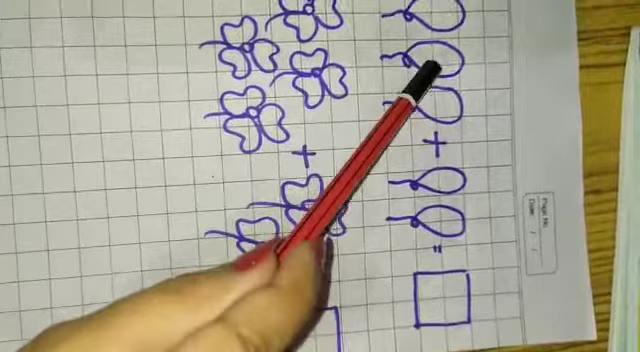 Page No.
Date: / /
+
=
+